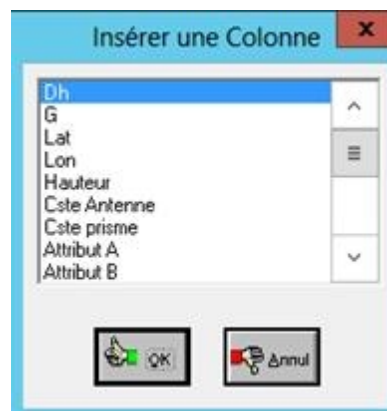 Insérer une Colonne
x
Dh
G
Lat
Lon
Hauteur
Cste Antenne
Cste prisme
Attribut A
Attribut B
OK
Annul